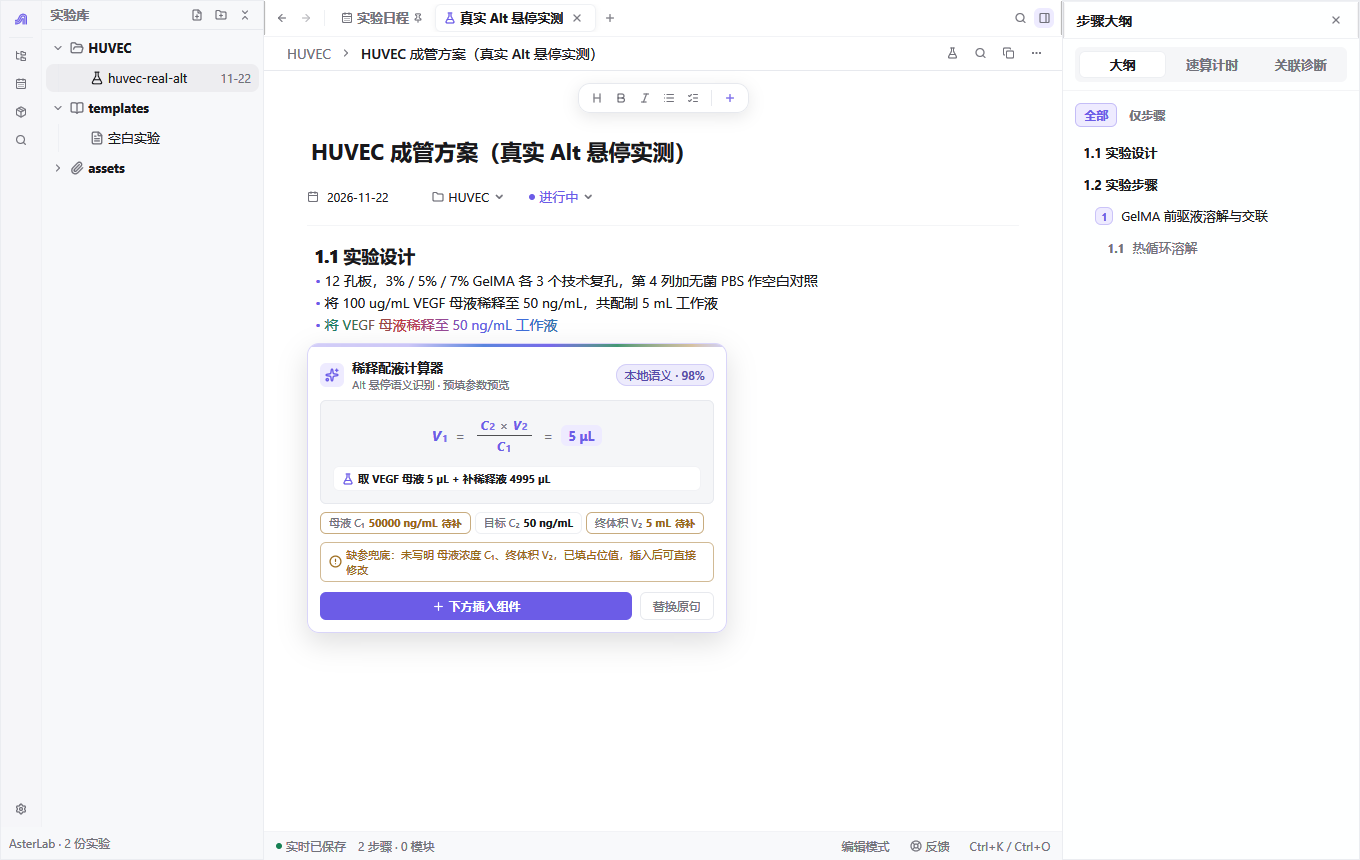 实验库
HUVEC
huvec-real-alt 11-22
templates
空白实验
assets
AsterLab · 2 份实验
实验日程
真实 Alt 悬停实测
HUVEC > HUVEC 成管方案（真实 Alt 悬停实测）
H B I
HUVEC 成管方案（真实 Alt 悬停实测）
2026-11-22 HUVEC 进行中
1.1 实验设计
• 12 孔板，3% / 5% / 7% GelMA 各 3 个技术复孔，第 4 列加无菌 PBS 作空白对照
• 将 100 ug/mL VEGF 母液稀释至 50 ng/mL，共配制 5 mL 工作液
• 将 VEGF 母液稀释至 50 ng/mL 工作液
稀释配液计算器
Alt 悬停语义识别 · 预填参数预览
本地语义 · 98%
V₁ = C₂ × V₂ / C₁ = 5 μL
取 VEGF 母液 5 μL + 补稀释液 4995 μL
母液 C₁ 50000 ng/mL 待补
目标 C₂ 50 ng/mL
终体积 V₂ 5 mL 待补
缺参兜底：未写明 母液浓度 C₁、终体积 V₂，已填占位值，插入后可直接
修改
+ 下方插入组件
替换原句
实时已保存 2 步骤 · 0 模块
编辑模式 反馈 Ctrl+K / Ctrl+O
步骤大纲
大纲 速算计时 关联诊断
全部 仅步骤
1.1 实验设计
1.2 实验步骤
1 GelMA 前驱液溶解与交联
1.1 热循环溶解